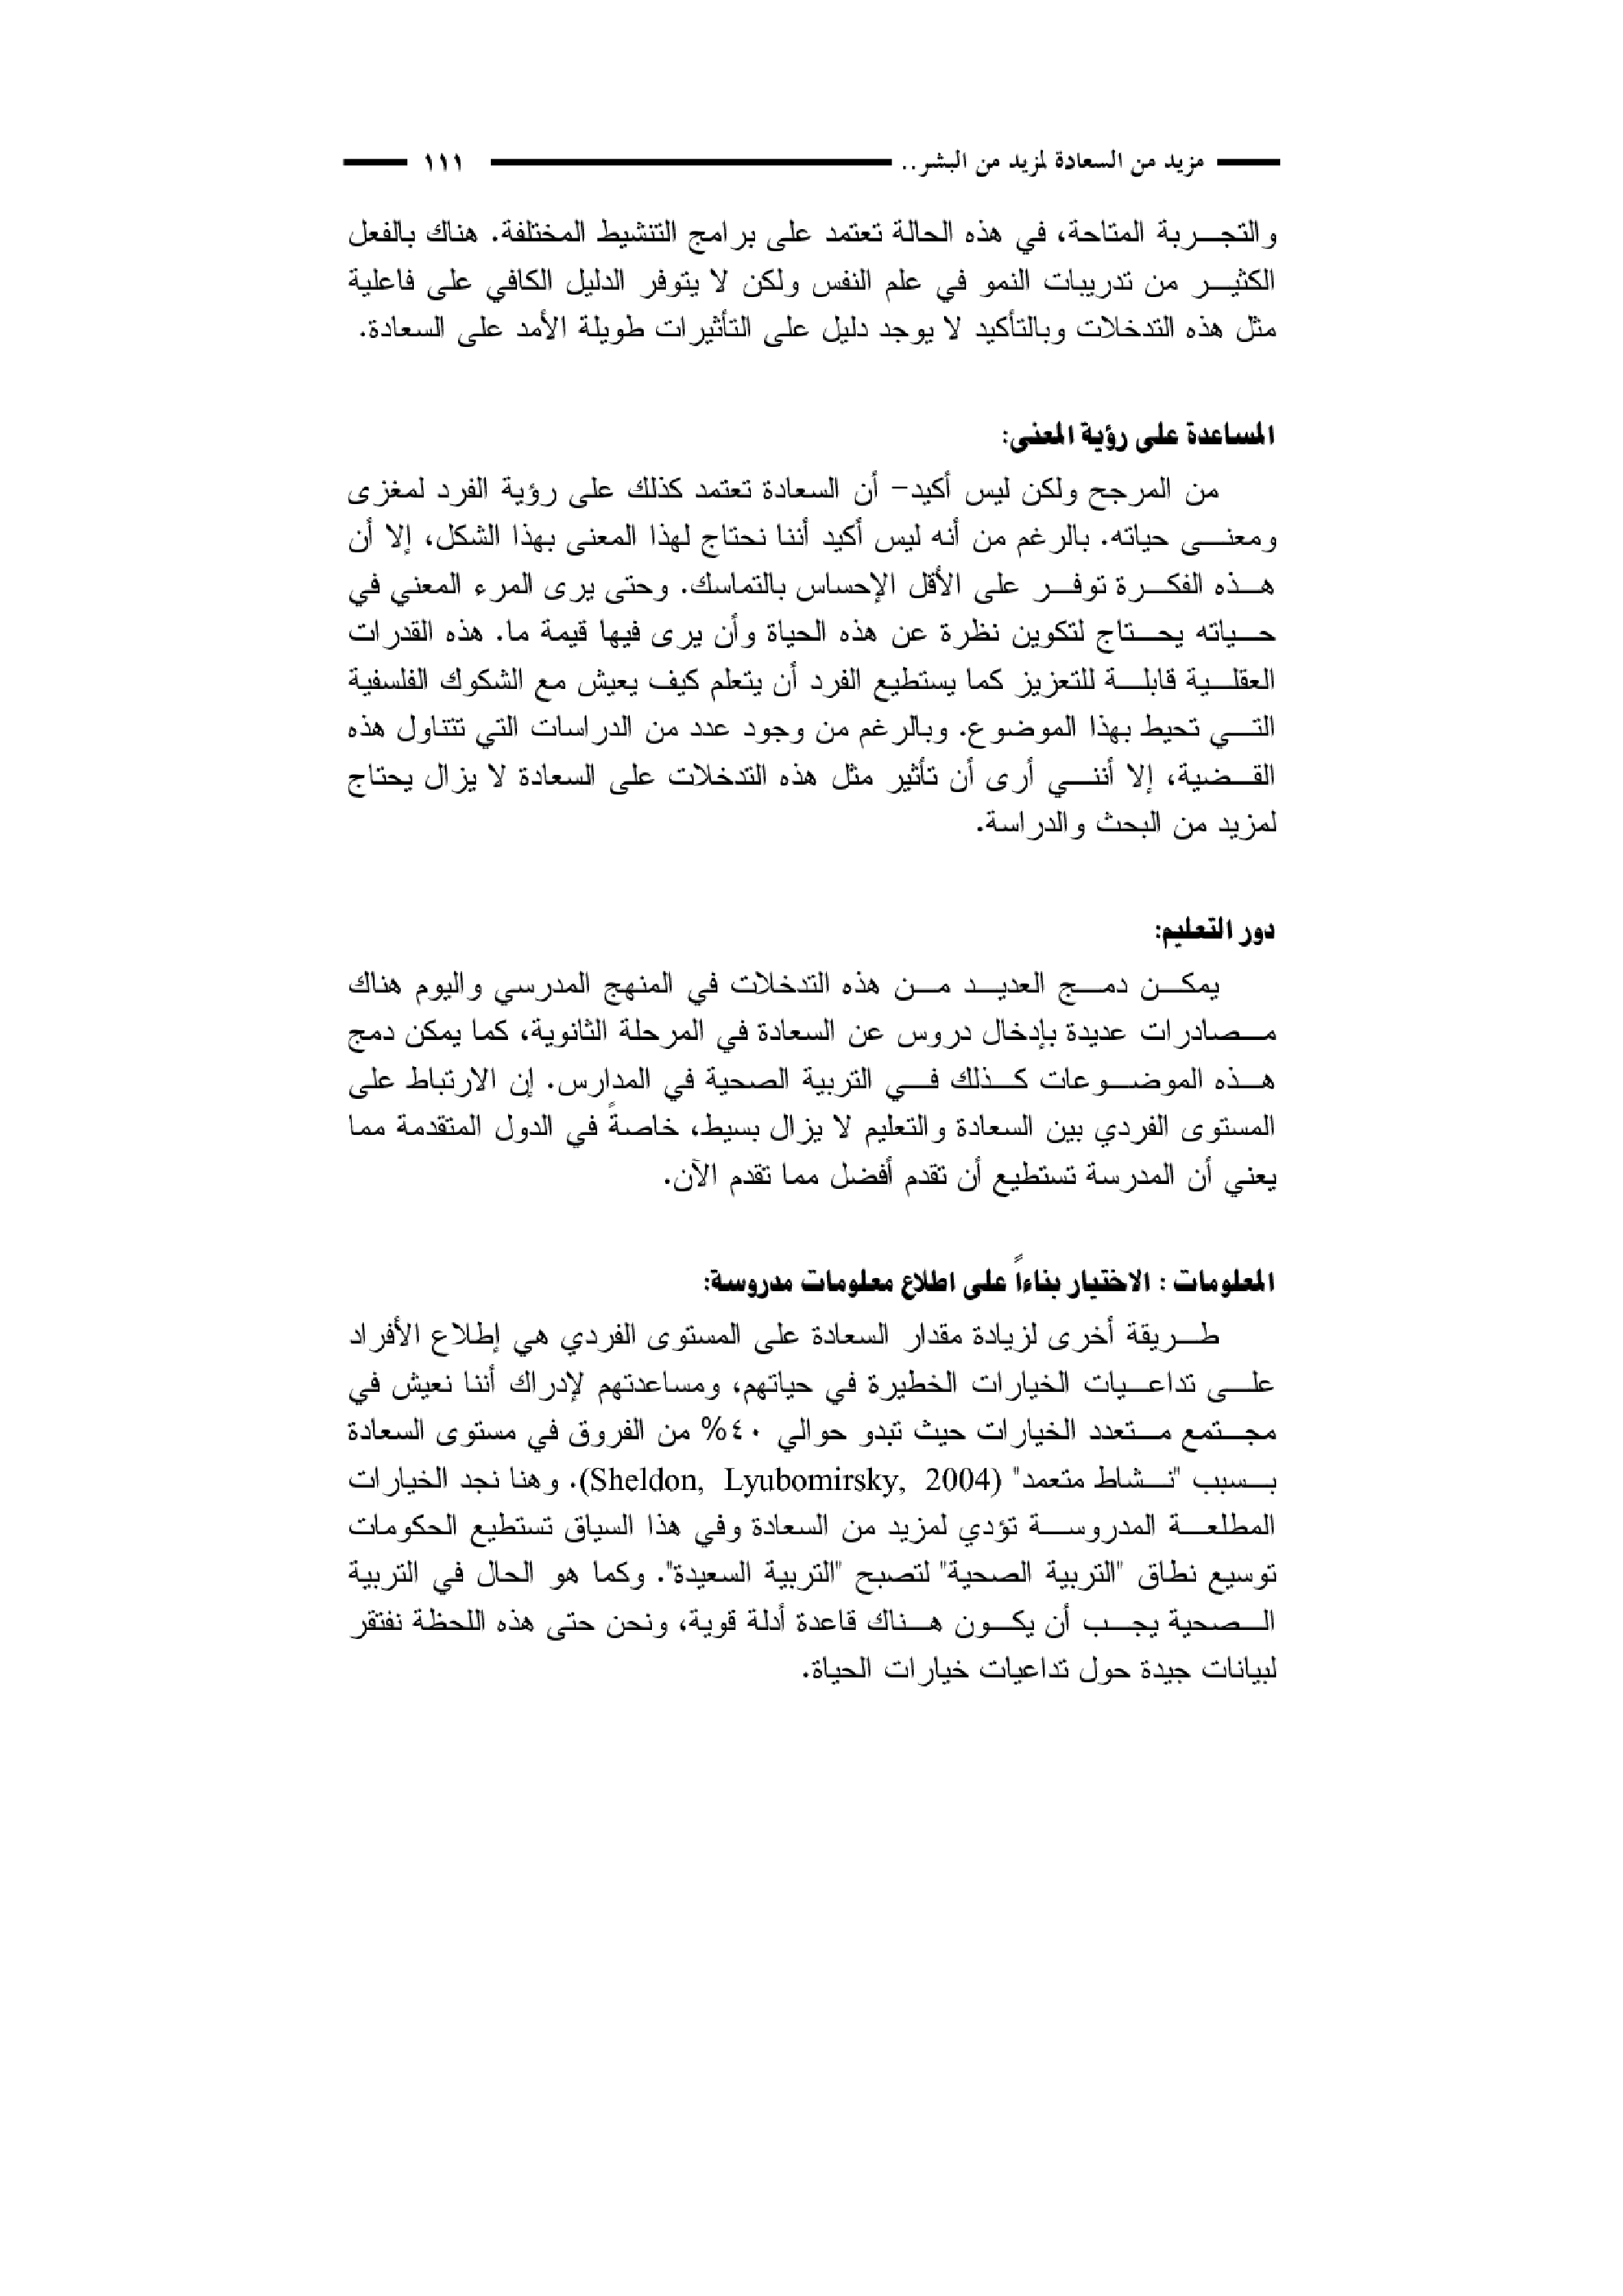 مزيد من السعادة لمزيد من البشر.. ١١١
والتجربة المتاحة، في هذه الحالة تعتمد على برامج التنشيط المختلفة. هناك بالفعل
الكثير من تدريبات النمو في علم النفس ولكن لا يتوفر الدليل الكافي على فاعلية
مثل هذه التدخلات وبالتأكيد لا يوجد دليل على التأثيرات طويلة الأمد على السعادة.
المساعدة على رؤية المعنى:
من المرجح ولكن ليس أكيد– أن السعادة تعتمد كذلك على رؤية الفرد لمغزى
ومعنى حياته. بالرغم من أنه ليس أكيد أننا نحتاج لهذا المعنى بهذا الشكل، إلا أن
هذه الفكرة توفر على الأقل الإحساس بالتماسك. وحتى يرى المرء المعني في
حياته يحتاج لتكوين نظرة عن هذه الحياة وأن يرى فيها قيمة ما. هذه القدرات
العقلية قابلة للتعزيز كما يستطيع الفرد أن يتعلم كيف يعيش مع الشكوك الفلسفية
التي تحيط بهذا الموضوع. وبالرغم من وجود عدد من الدراسات التي تتناول هذه
القضية، إلا أنني أرى أن تأثير مثل هذه التدخلات على السعادة لا يزال يحتاج
لمزيد من البحث والدراسة.
دور التعليم:
يمكن دمج العديد من هذه التدخلات في المنهج المدرسي واليوم هناك
مصادرات عديدة بإدخال دروس عن السعادة في المرحلة الثانوية، كما يمكن دمج
هذه الموضوعات كذلك في التربية الصحية في المدارس. إن الارتباط على
المستوى الفردي بين السعادة والتعليم لا يزال بسيط، خاصةً في الدول المتقدمة مما
يعني أن المدرسة تستطيع أن تقدم أفضل مما تقدم الآن.
المعلومات : الاختيار بناءاً على اطلاع معلومات مدروسة:
طريقة أخرى لزيادة مقدار السعادة على المستوى الفردي هي إطلاع الأفراد
على تداعيات الخيارات الخطيرة في حياتهم، ومساعدتهم لإدراك أننا نعيش في
مجتمع متعدد الخيارات حيث تبدو حوالي ٤٠% من الفروق في مستوى السعادة
بسبب "نشاط متعمد" (Sheldon, Lyubomirsky, 2004). وهنا نجد الخيارات
المطلعة المدروسة تؤدي لمزيد من السعادة وفي هذا السياق تستطيع الحكومات
توسيع نطاق "التربية الصحية" لتصبح "التربية السعيدة". وكما هو الحال في التربية
الصحية يجب أن يكون هناك قاعدة أدلة قوية، ونحن حتى هذه اللحظة نفتقر
لبيانات جيدة حول تداعيات خيارات الحياة.